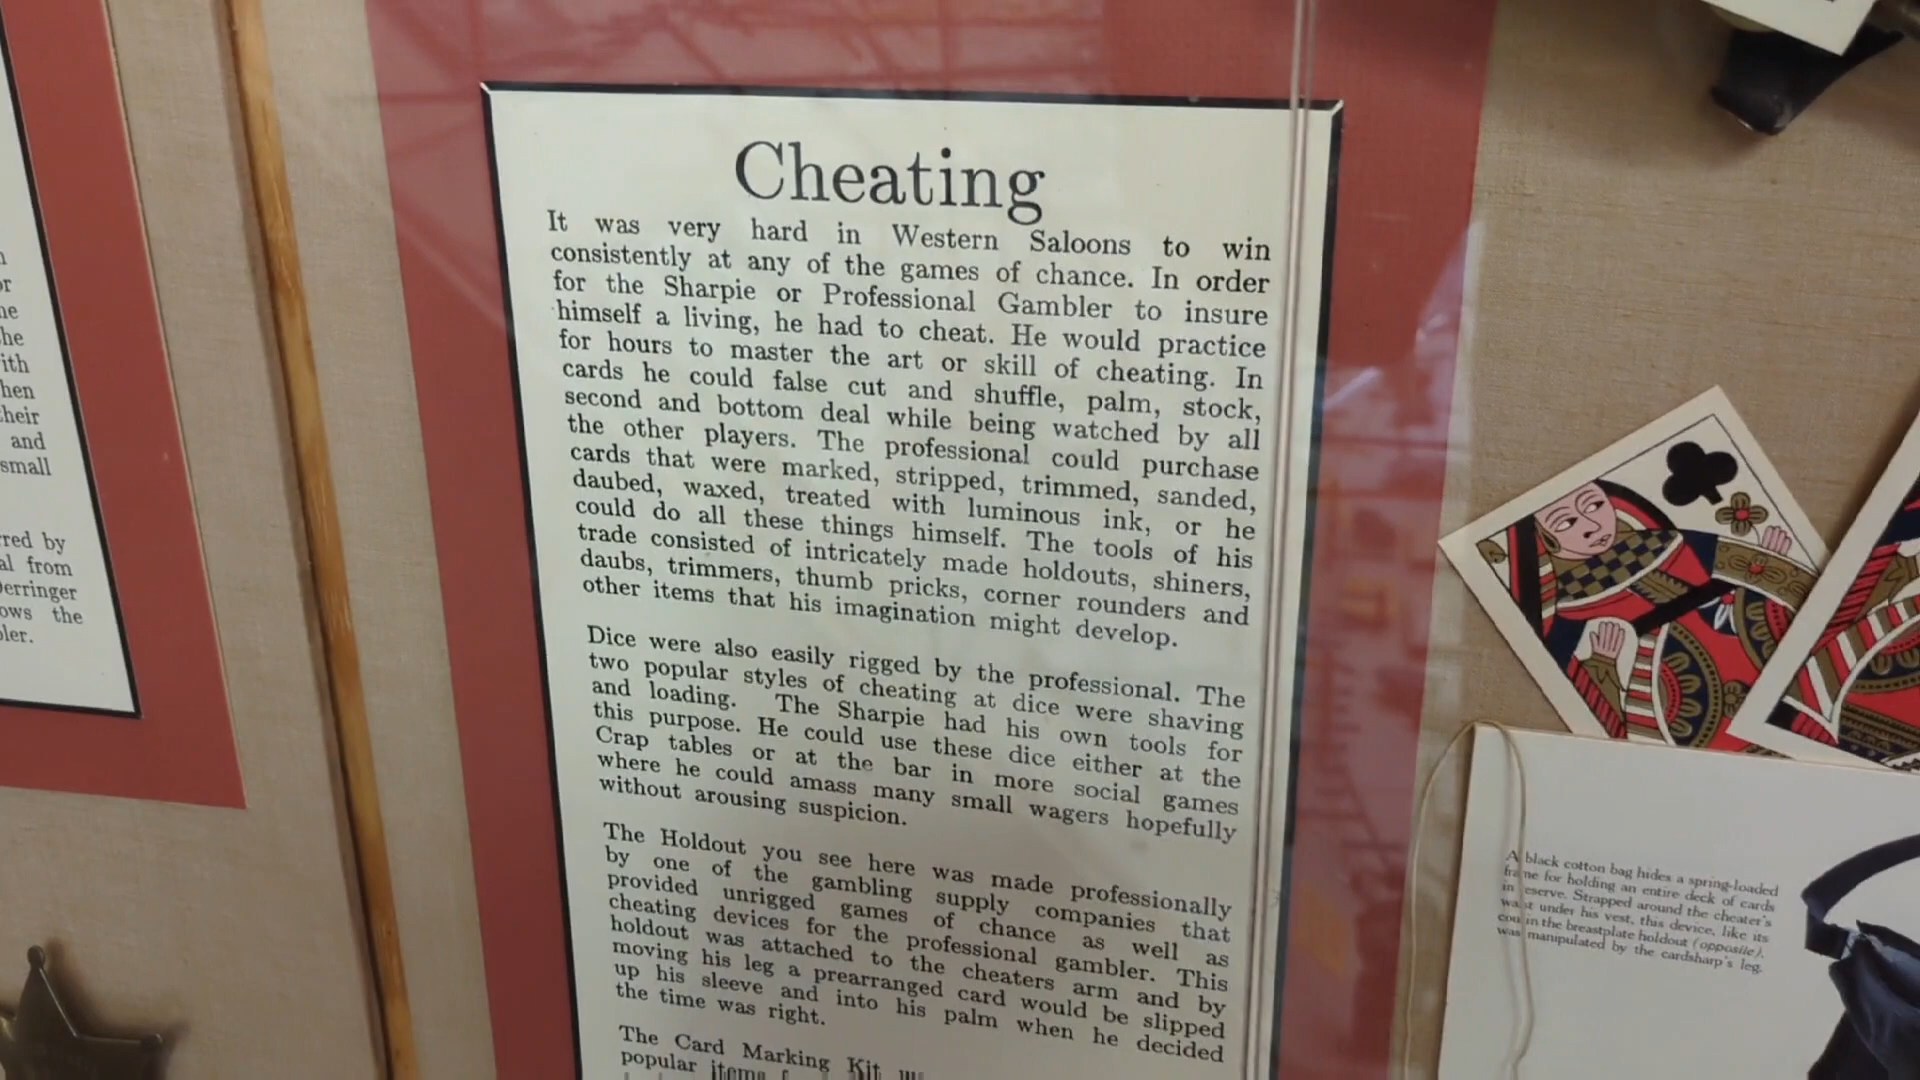 Cheating
It was very hard in Western Saloons to win
consistently at any of the games of chance. In order
for the Sharpie or Professional Gambler to insure
himself a living, he had to cheat. He would practice
for hours to master the art or skill of cheating. In
cards he could false cut and shuffle, palm, stock,
second and bottom deal while being watched by all
the other players. The professional could purchase
cards that were marked, stripped, trimmed, sanded,
daubed, waxed, treated with luminous ink, or he
could do all these things himself. The tools of his
trade consisted of intricately made holdouts, shiners,
daubs, trimmers, thumb pricks, corner rounders and
other items that his imagination might develop.
Dice were also easily rigged by the professional. The
two popular styles of cheating at dice were shaving
and loading. The Sharpie had his own tools for
this purpose. He could use these dice either at the
Crap tables or at the bar in more social games
where he could amass many small wagers hopefully
without arousing suspicion.
The Holdout you see here was made professionally
by one of the gambling supply companies that
provided unrigged games of chance as well as
cheating devices for the professional gambler. This
holdout was attached to the cheaters arm and by
moving his leg a prearranged card would be slipped
up his sleeve and into his palm when he decided
the time was right.
The Card Marking Kit
popular items
he
ith
hen
their
and
small
red by
al from
Derringer
ows the
bler.
A black cotton bag hides a spring-loaded
frame for holding an entire deck of cards
in reserve. Strapped around the cheater's
waist under his vest, this device, like its
cousin the breastplate holdout (opposite),
was manipulated by the cardsharp's leg.